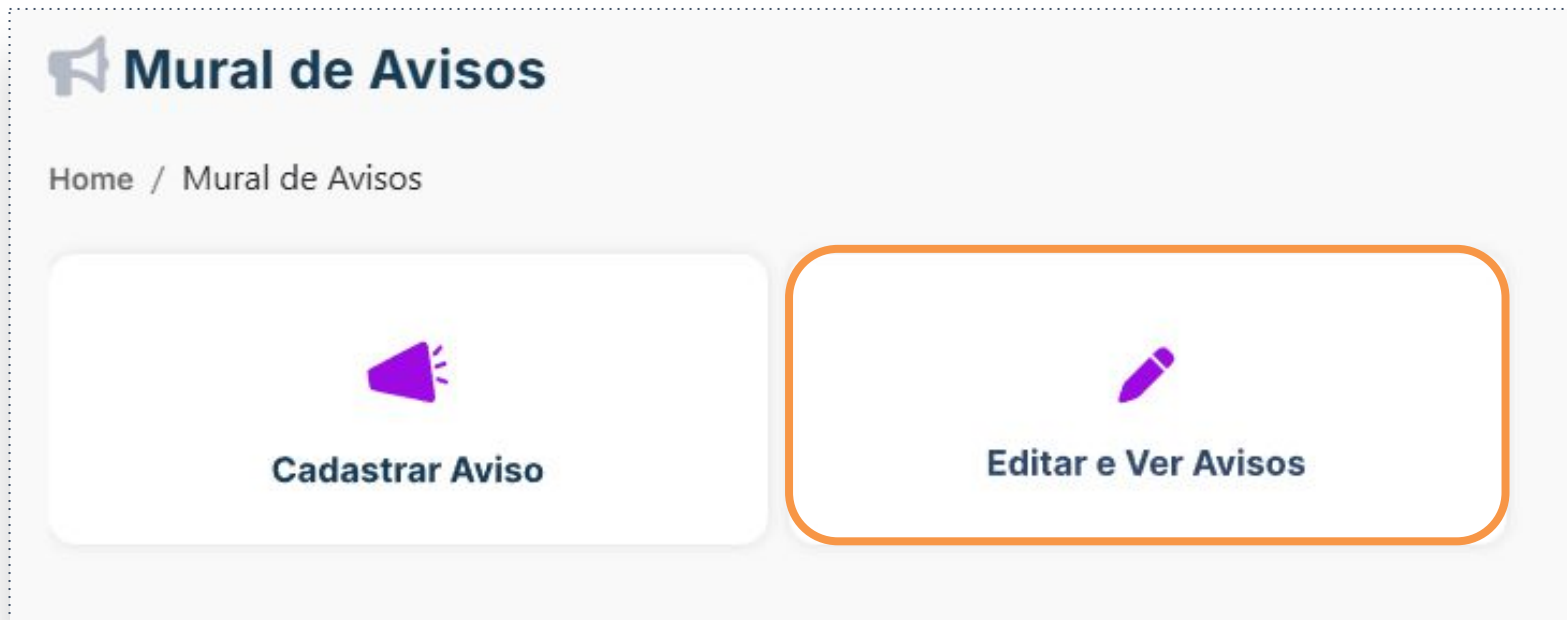 Mural de Avisos
Home / Mural de Avisos
Cadastrar Aviso
Editar e Ver Avisos